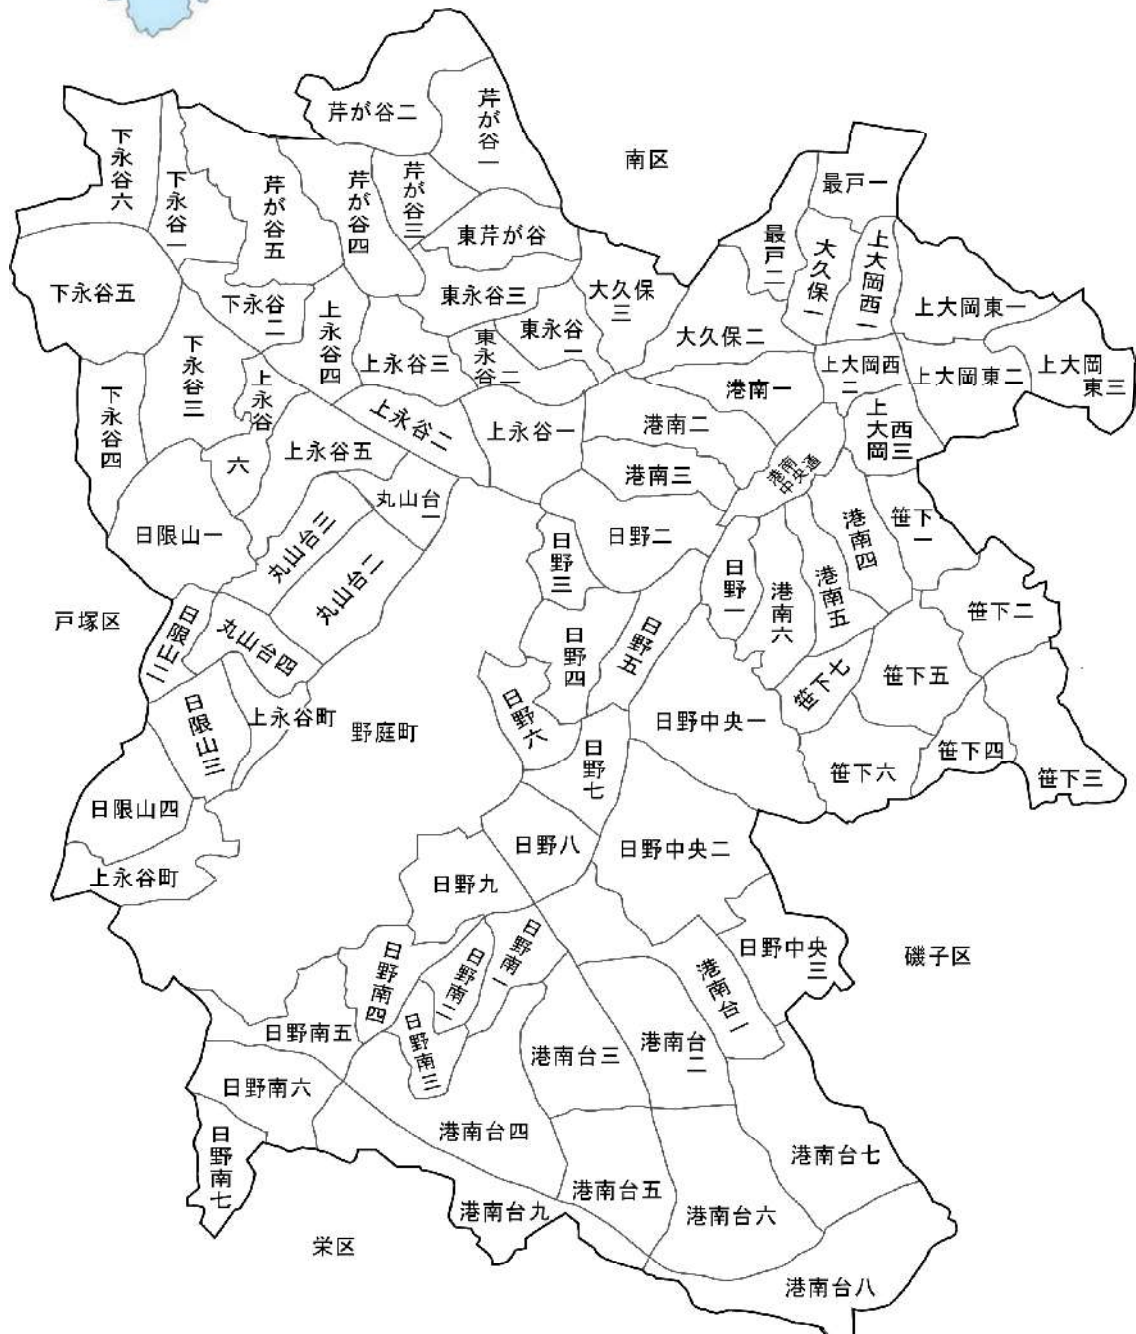 芹が谷二
芹が谷一
南区
下永谷六
下永谷一
芹が谷五
芹が谷四
芹が谷三
東芹が谷
最戸一
最戸二
大久保一
上大岡西一
上大岡東一
下永谷五
下永谷二
上永谷四
東永谷三
大久保三
東永谷一
東永谷二
上永谷三
大久保二
上大岡西二
上大岡東二
上大岡東三
下永谷三
下永谷四
上永谷
六
上永谷五
上永谷二
上永谷一
港南一
港南二
港南三
上大岡西三
港南中央通
丸山台一
日限山一
丸山台三
丸山台二
日野二
日野三
日野一
港南四
港南五
港南六
笹下一
笹下二
戸塚区
日限山二
丸山台四
日野四
日野五
笹下七
笹下五
日限山三
上永谷町
野庭町
日野六
日野七
日野中央一
笹下六
笹下四
笹下三
日限山四
上永谷町
日野八
日野九
日野中央二
日野中央三
磯子区
日野南一
日野南二
日野南四
日野南三
日野南五
日野南六
日野南七
港南台一
港南台二
港南台三
港南台四
港南台五
港南台六
港南台七
港南台九
港南台八
栄区